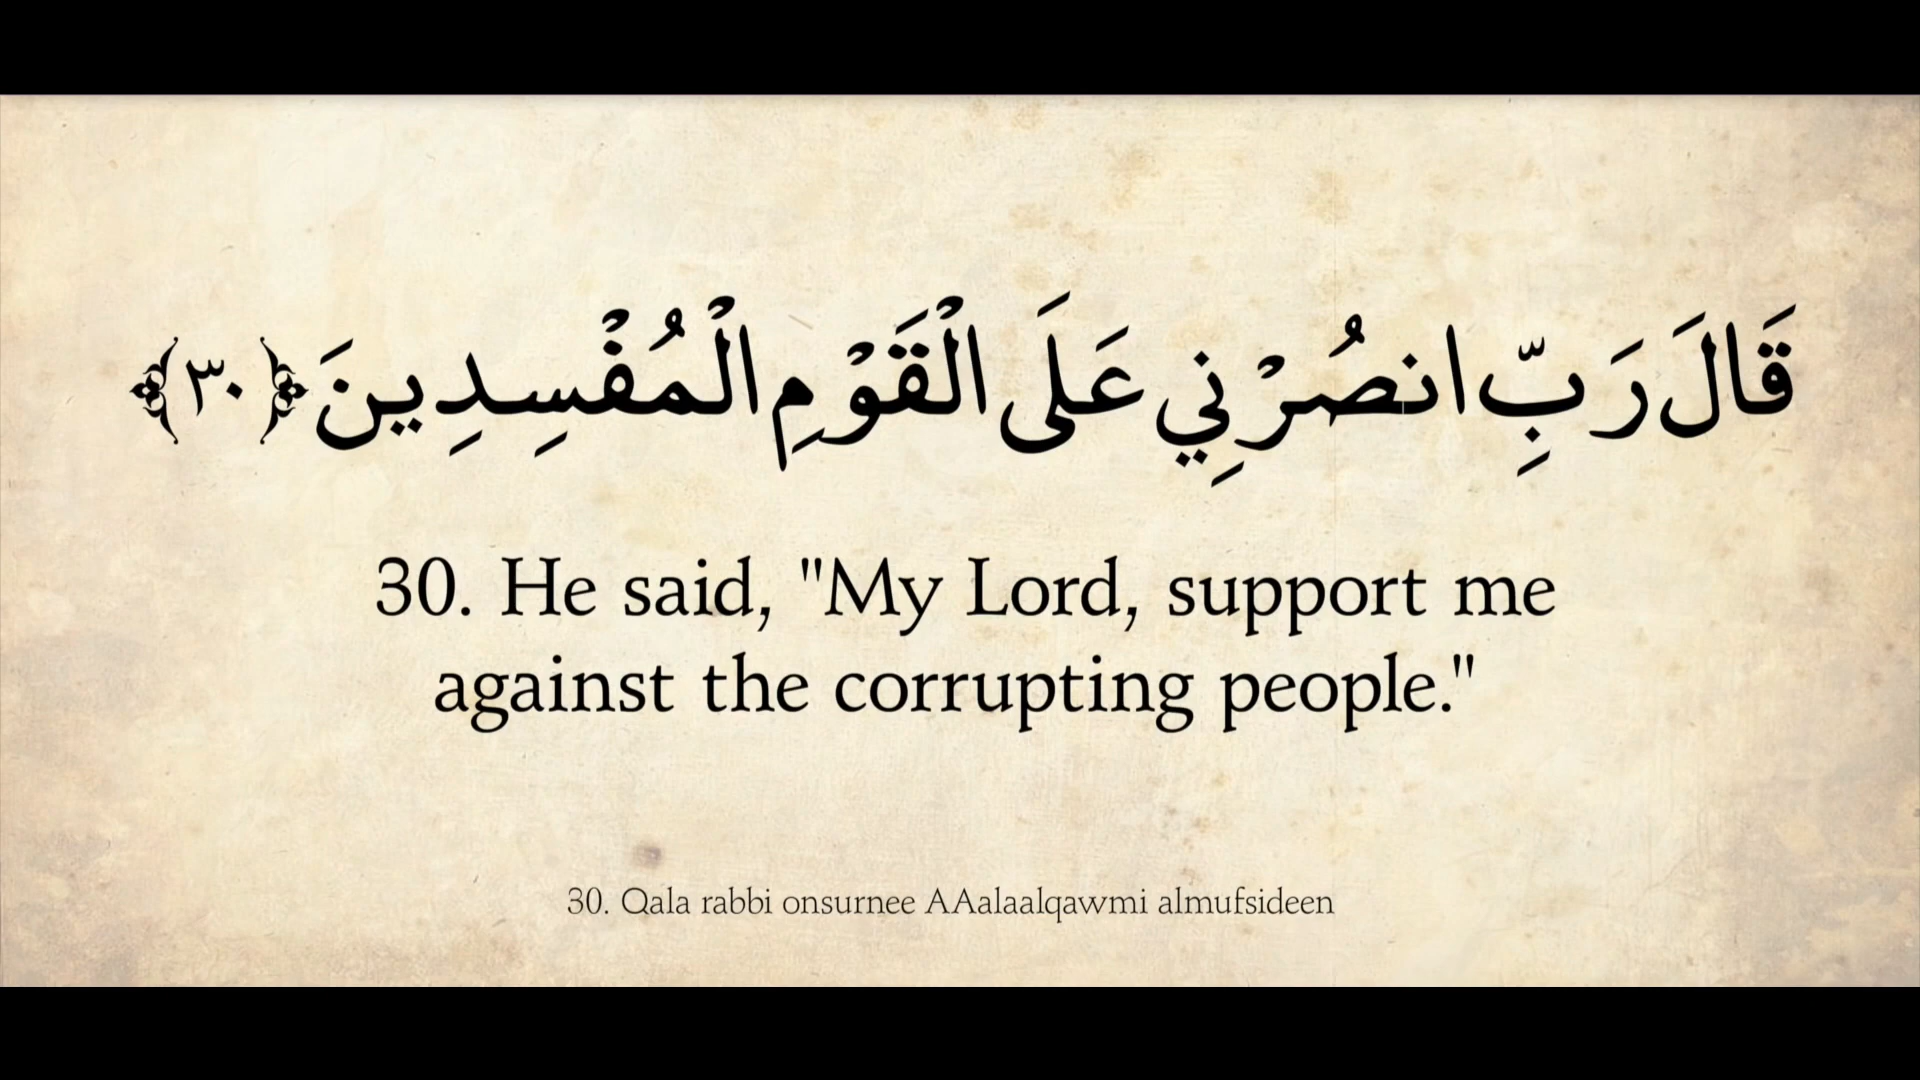 قَالَ رَبِّ انصُرْنِي عَلَى الْقَوْمِ الْمُفْسِدِينَ ﴿٣٠﴾
30. He said, "My Lord, support me
against the corrupting people."
30. Qala rabbi onsurnee AAalaalqawmi almufsideen